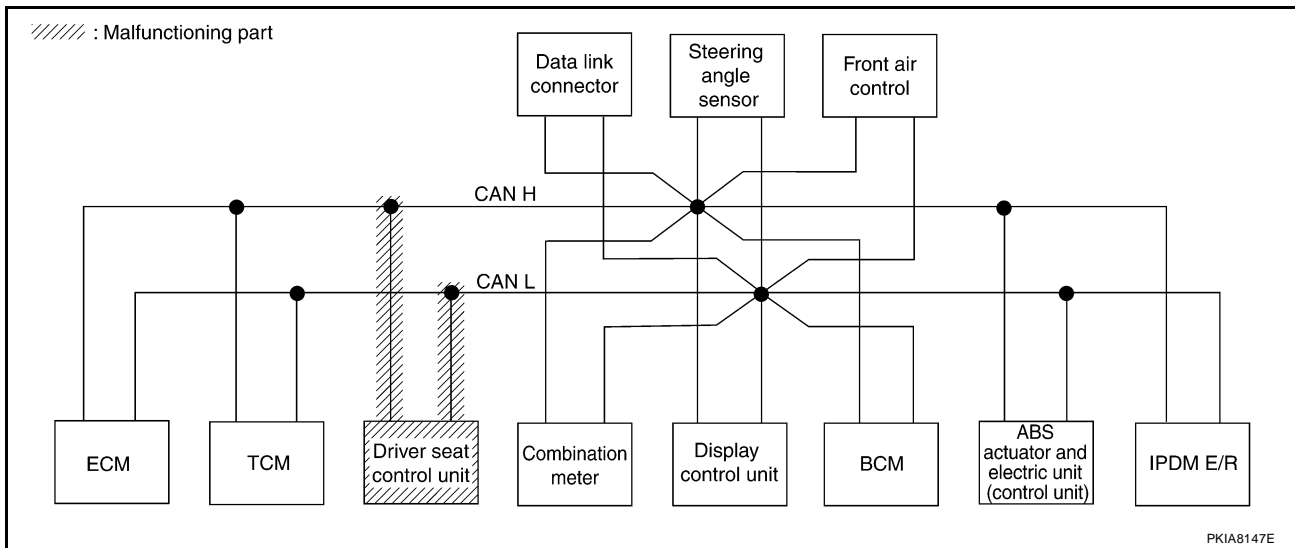 : Malfunctioning part
Data link
connector
Steering
angle
sensor
Front air
control
CAN H
CAN L
ECM
TCM
Driver seat
control unit
Combination
meter
Display
control unit
BCM
ABS
actuator and
electric unit
(control unit)
IPDM E/R
PKIA8147E